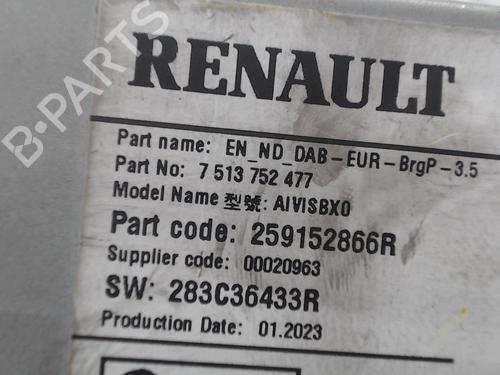 B-PARTS
RENAULT
Part name: EN_ND_DAB-EUR-BrgP-3.5
Part No: 7 513 752 477
Model Name 型號: AIVISBX0
Part code: 259152866R
Supplier code: 00020963
SW: 283C36433R
Production Date: 01.2023